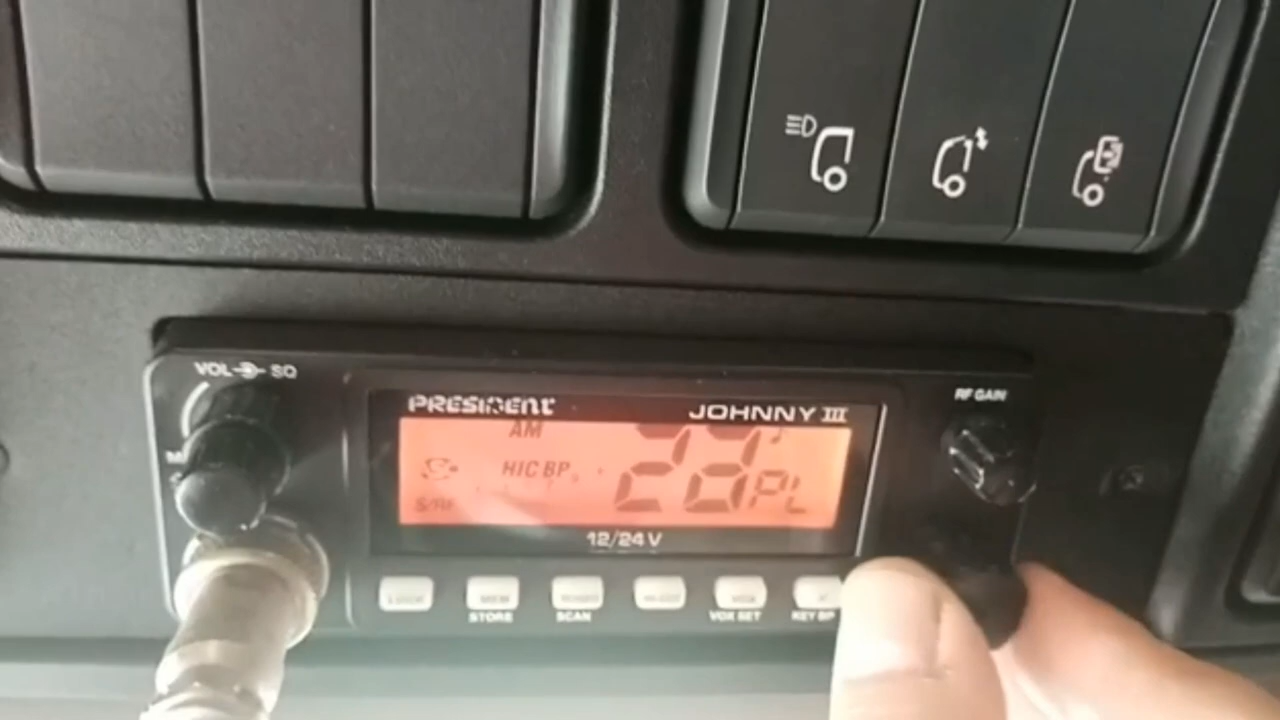 VOL SQ
RF GAIN
PRESIDENT JOHNNY III
AM
HIC BP
28 PL
S/RF
12/24 V
STORE SCAN VOX SET KEY BP